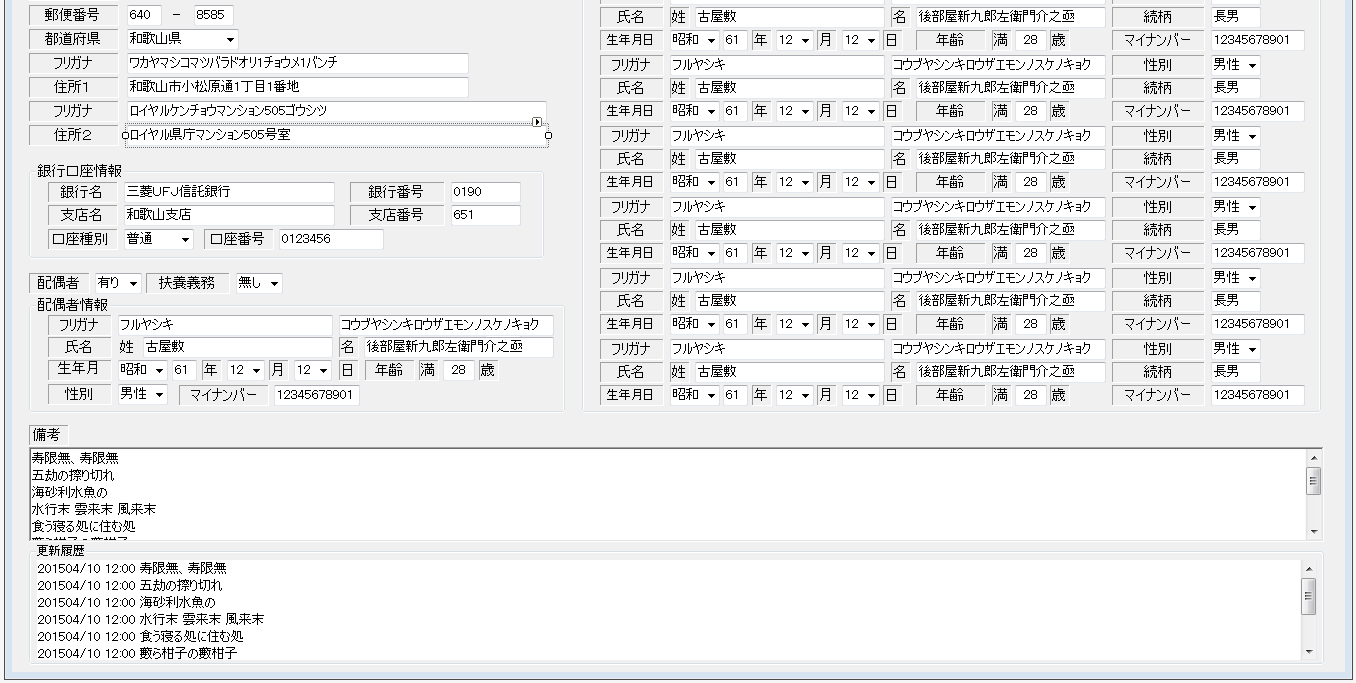 郵便番号 640 － 8585
都道府県 和歌山県
フリガナ ワカヤマシコマツバラドオリ1チョウメ1バンチ
住所1 和歌山市小松原通1丁目1番地
フリガナ ロイヤルケンチョウマンション505ゴウシツ
住所2 ロイヤル県庁マンション505号室
銀行口座情報
銀行名 三菱UFJ信託銀行 銀行番号 0190
支店名 和歌山支店 支店番号 651
口座種別 普通 口座番号 0123456
配偶者 有り 扶養義務 無し
配偶者情報
フリガナ フルヤシキ コウブヤシンキロウザエモンノスケノキョク
氏名 姓 古屋敷 名 後部屋新九郎左衛門介之亟
生年月 昭和 61 年 12 月 12 日 年齢 満 28 歳
性別 男性 マイナンバー 12345678901
氏名 姓 古屋敷 名 後部屋新九郎左衛門介之亟 続柄 長男
生年月日 昭和 61 年 12 月 12 日 年齢 満 28 歳 マイナンバー 12345678901
フリガナ フルヤシキ コウブヤシンキロウザエモンノスケノキョク 性別 男性
氏名 姓 古屋敷 名 後部屋新九郎左衛門介之亟 続柄 長男
生年月日 昭和 61 年 12 月 12 日 年齢 満 28 歳 マイナンバー 12345678901
フリガナ フルヤシキ コウブヤシンキロウザエモンノスケノキョク 性別 男性
氏名 姓 古屋敷 名 後部屋新九郎左衛門介之亟 続柄 長男
生年月日 昭和 61 年 12 月 12 日 年齢 満 28 歳 マイナンバー 12345678901
フリガナ フルヤシキ コウブヤシンキロウザエモンノスケノキョク 性別 男性
氏名 姓 古屋敷 名 後部屋新九郎左衛門介之亟 続柄 長男
生年月日 昭和 61 年 12 月 12 日 年齢 満 28 歳 マイナンバー 12345678901
フリガナ フルヤシキ コウブヤシンキロウザエモンノスケノキョク 性別 男性
氏名 姓 古屋敷 名 後部屋新九郎左衛門介之亟 続柄 長男
生年月日 昭和 61 年 12 月 12 日 年齢 満 28 歳 マイナンバー 12345678901
フリガナ フルヤシキ コウブヤシンキロウザエモンノスケノキョク 性別 男性
氏名 姓 古屋敷 名 後部屋新九郎左衛門介之亟 続柄 長男
生年月日 昭和 61 年 12 月 12 日 年齢 満 28 歳 マイナンバー 12345678901
備考
寿限無、寿限無
五劫の擦り切れ
海砂利水魚の
水行末 雲来末 風来末
食う寝る処に住む処
更新履歴
201504/10 12:00 寿限無、寿限無
201504/10 12:00 五劫の擦り切れ
201504/10 12:00 海砂利水魚の
201504/10 12:00 水行末 雲来末 風来末
201504/10 12:00 食う寝る処に住む処
201504/10 12:00 藪ら柑子の藪柑子